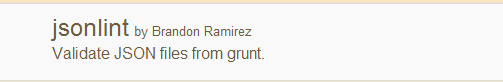 jsonlint by Brandon Ramirez
Validate JSON files from grunt.